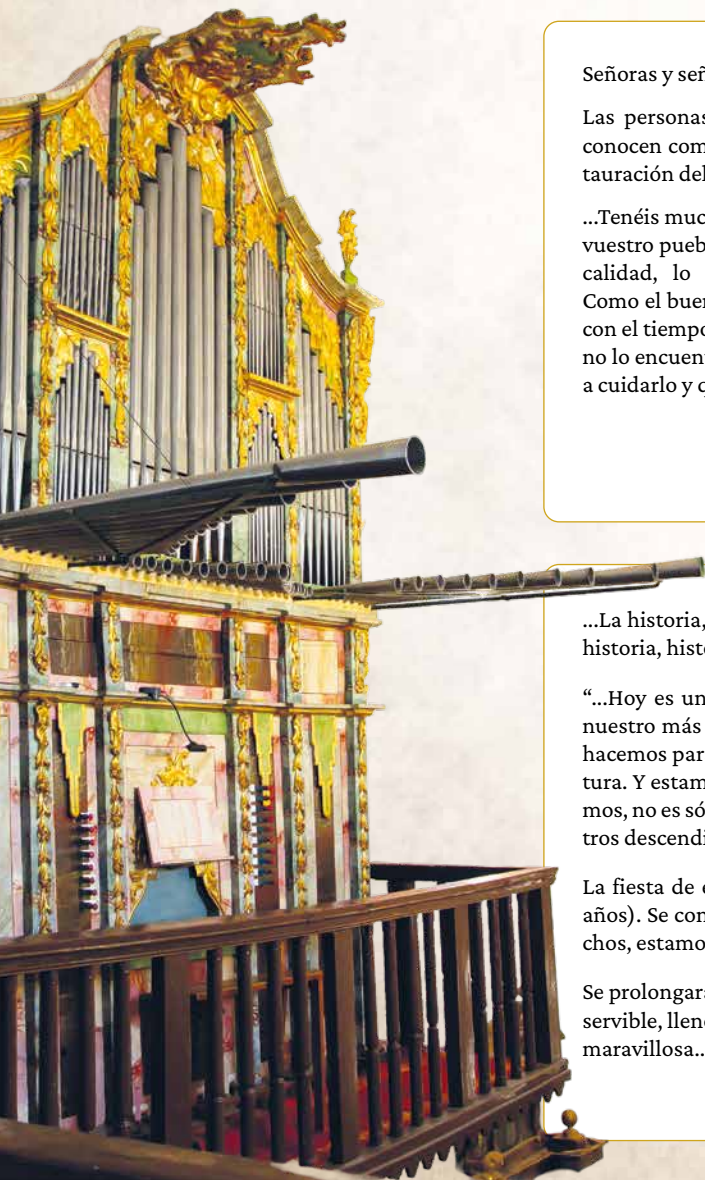 Señoras y señ
Las personas
conocen com
tauración del
...Tenéis muc
vuestro pueb
calidad, lo
Como el buen
con el tiempo
no lo encuent
a cuidarlo y q
...La historia,
historia, histo
“...Hoy es un
nuestro más
hacemos par
tura. Y estam
mos, no es só
tros descendi
La fiesta de e
años). Se con
chos, estamo
Se prolongar
servible, llen
maravillosa..